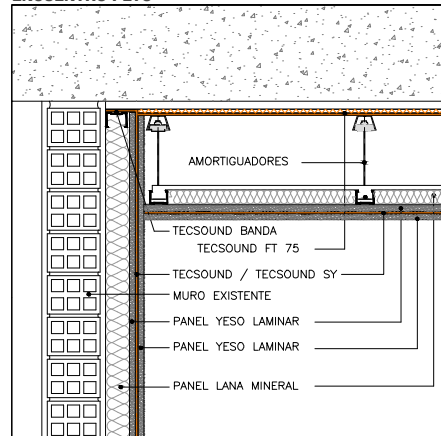 AMORTIGUADORES
TECSOUND BANDA
TECSOUND FT 75
TECSOUND / TECSOUND SY
MURO EXISTENTE
PANEL YESO LAMINAR
PANEL YESO LAMINAR
PANEL LANA MINERAL